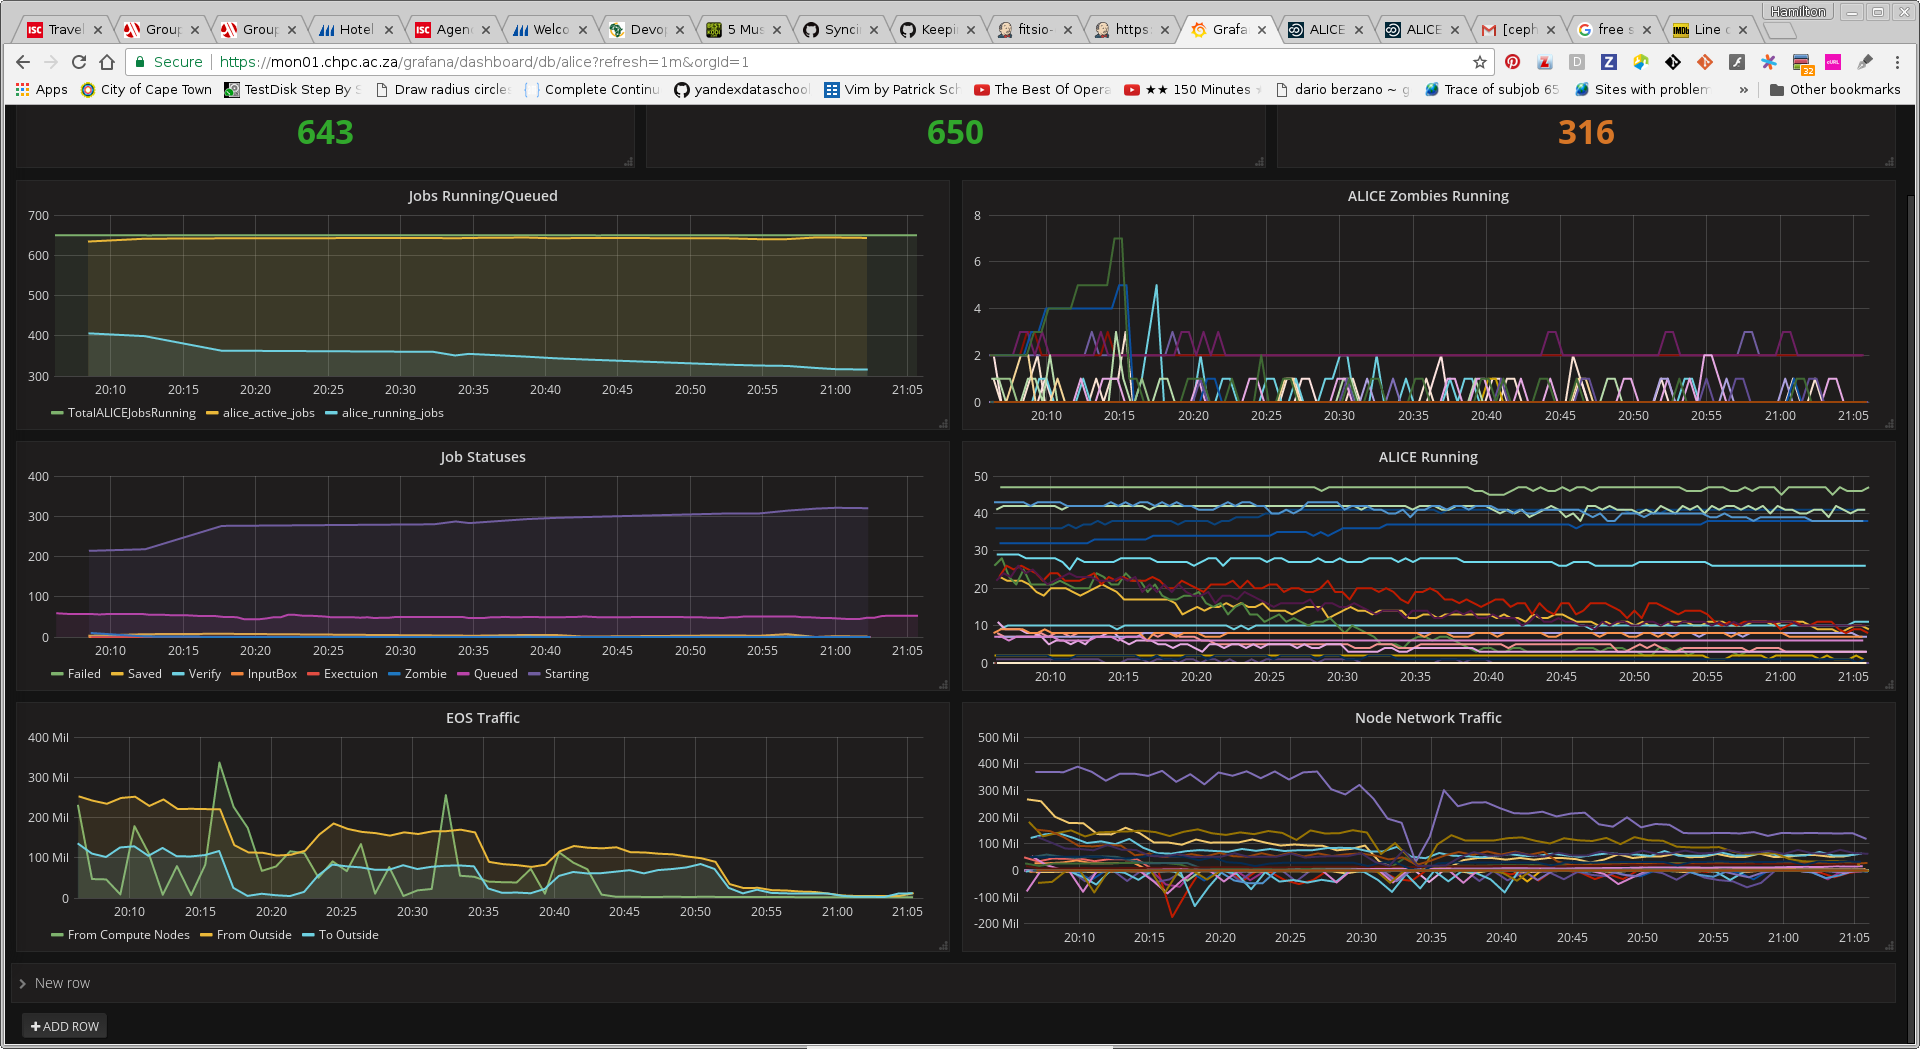 Hamilton
Travel
Group
Group
Hotel
Agen
Welco
Devop
5 Mus
Syncin
Keepi
fitsio-
https:
Grafa
ALICE
ALICE
[ceph
free s
Line c
Secure https://mon01.chpc.ac.za/grafana/dashboard/db/alice?refresh=1m&orgId=1
32
Apps City of Cape Town TestDisk Step By S Draw radius circles Complete Continu yandexdataschool Vim by Patrick Sch The Best Of Opera ★★ 150 Minutes dario berzano ~ g Trace of subjob 65 Sites with problem » Other bookmarks
643 650 316
Jobs Running/Queued
700
600
500
400
300
20:10 20:15 20:20 20:25 20:30 20:35 20:40 20:45 20:50 20:55 21:00 21:05
TotalALICEJobsRunning alice_active_jobs alice_running_jobs
ALICE Zombies Running
8
6
4
2
0
20:10 20:15 20:20 20:25 20:30 20:35 20:40 20:45 20:50 20:55 21:00 21:05
Job Statuses
400
300
200
100
0
20:10 20:15 20:20 20:25 20:30 20:35 20:40 20:45 20:50 20:55 21:00 21:05
Failed Saved Verify InputBox Exectuion Zombie Queued Starting
ALICE Running
50
40
30
20
10
0
20:10 20:15 20:20 20:25 20:30 20:35 20:40 20:45 20:50 20:55 21:00 21:05
EOS Traffic
400 Mil
300 Mil
200 Mil
100 Mil
0
20:10 20:15 20:20 20:25 20:30 20:35 20:40 20:45 20:50 20:55 21:00 21:05
From Compute Nodes From Outside To Outside
Node Network Traffic
500 Mil
400 Mil
300 Mil
200 Mil
100 Mil
0
-100 Mil
-200 Mil
20:10 20:15 20:20 20:25 20:30 20:35 20:40 20:45 20:50 20:55 21:00 21:05
New row
+ ADD ROW